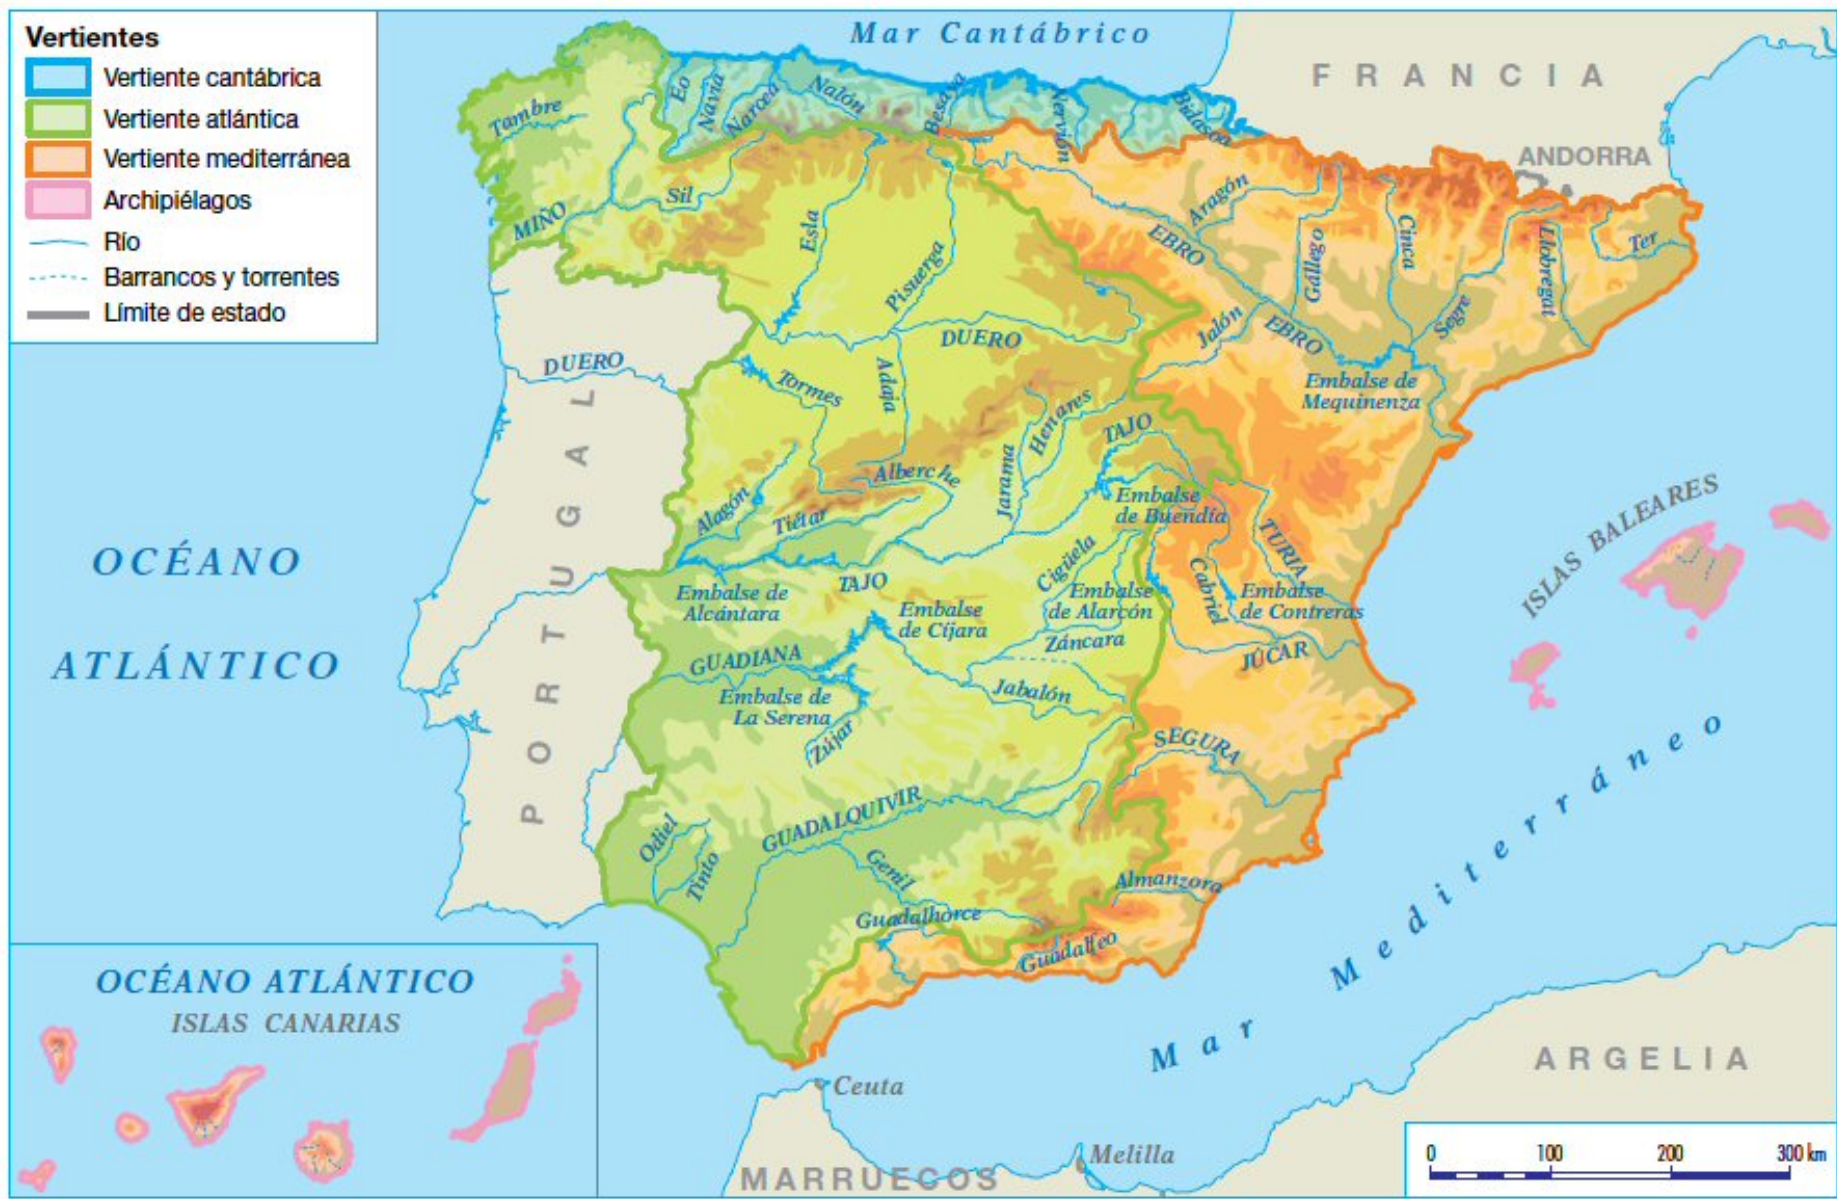 Vertientes
Vertiente cantábrica
Vertiente atlántica
Vertiente mediterránea
Archipiélagos
Río
Barrancos y torrentes
Límite de estado
Mar Cantábrico
FRANCIA
ANDORRA
Eo
Navia
Narcea
Nalón
Besaya
Nervión
Bidasoa
Tambre
MIÑO
Sil
Esla
Pisuerga
EBRO
Aragón
Gállego
Cinca
Segre
Llobregat
Ter
Jalón
EBRO
Embalse de
Mequinenza
DUERO
DUERO
Tormes
Adaja
Jarama
Henares
TAJO
Alberche
Alagón
Tiétar
Embalse
de Buendía
TURIA
Cigüela
Cabriel
Embalse
de Alarcón
Embalse
de Contreras
TAJO
Embalse de
Alcántara
Embalse
de Cíjara
Záncara
JÚCAR
GUADIANA
Embalse de
La Serena
Jabalón
Zújar
SEGURA
GUADALQUIVIR
Odiel
Tinto
Genil
Almanzora
Guadalhorce
Guadalfeo
PORTUGAL
OCÉANO
ATLÁNTICO
ISLAS BALEARES
Mar Mediterráneo
OCÉANO ATLÁNTICO
ISLAS CANARIAS
Ceuta
Melilla
MARRUECOS
ARGELIA
0 100 200 300 km